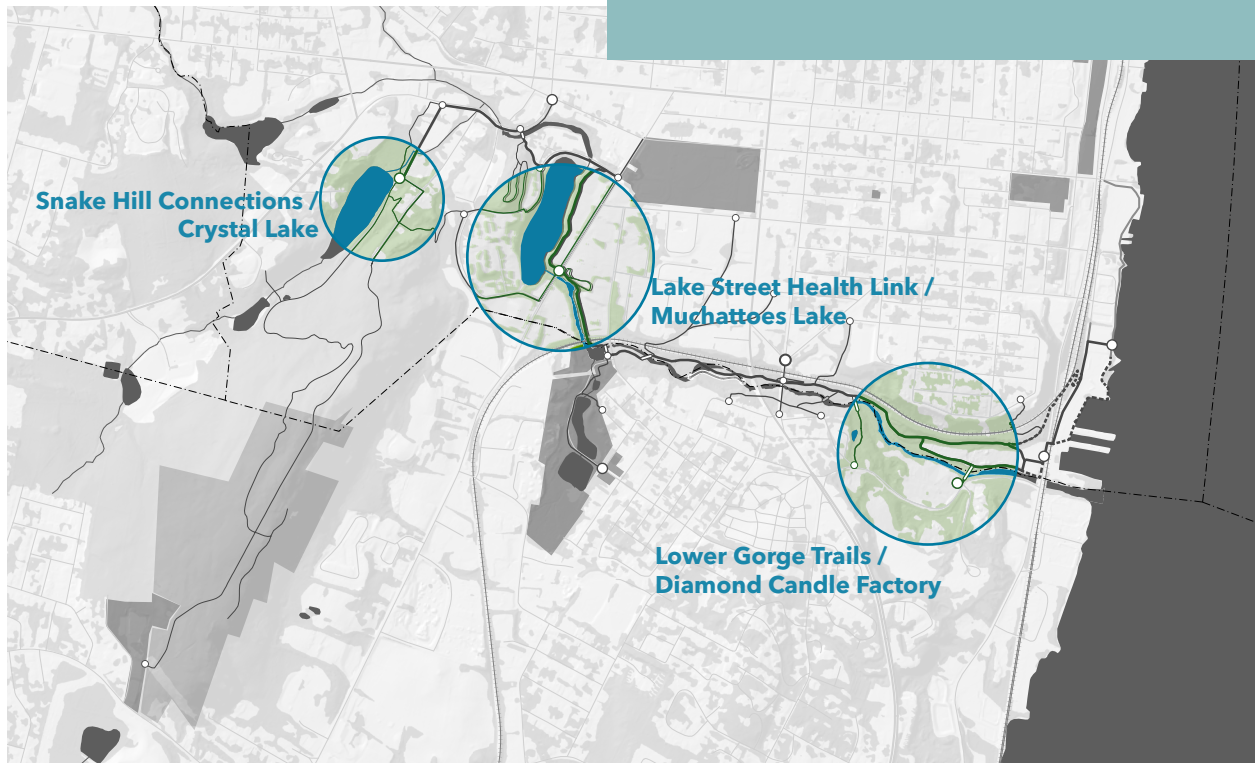 Snake Hill Connections /
Crystal Lake
Lake Street Health Link /
Muchattoes Lake
Lower Gorge Trails /
Diamond Candle Factory